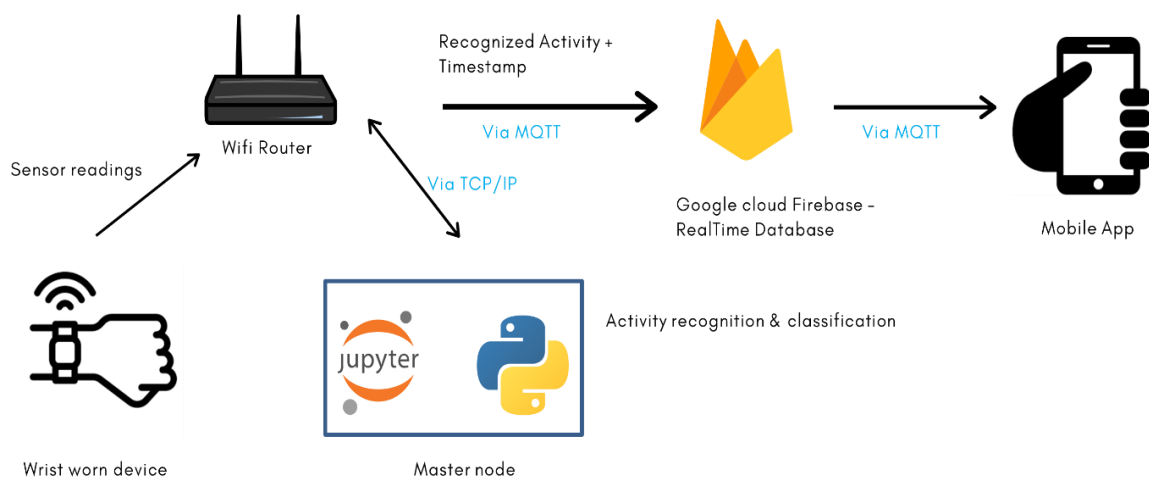 Recognized Activity +
Timestamp
Via MQTT
Via MQTT
Wifi Router
Sensor readings
Via TCP/IP
Google cloud Firebase -
RealTime Database
Mobile App
jupyter
Activity recognition & classification
Wrist worn device
Master node